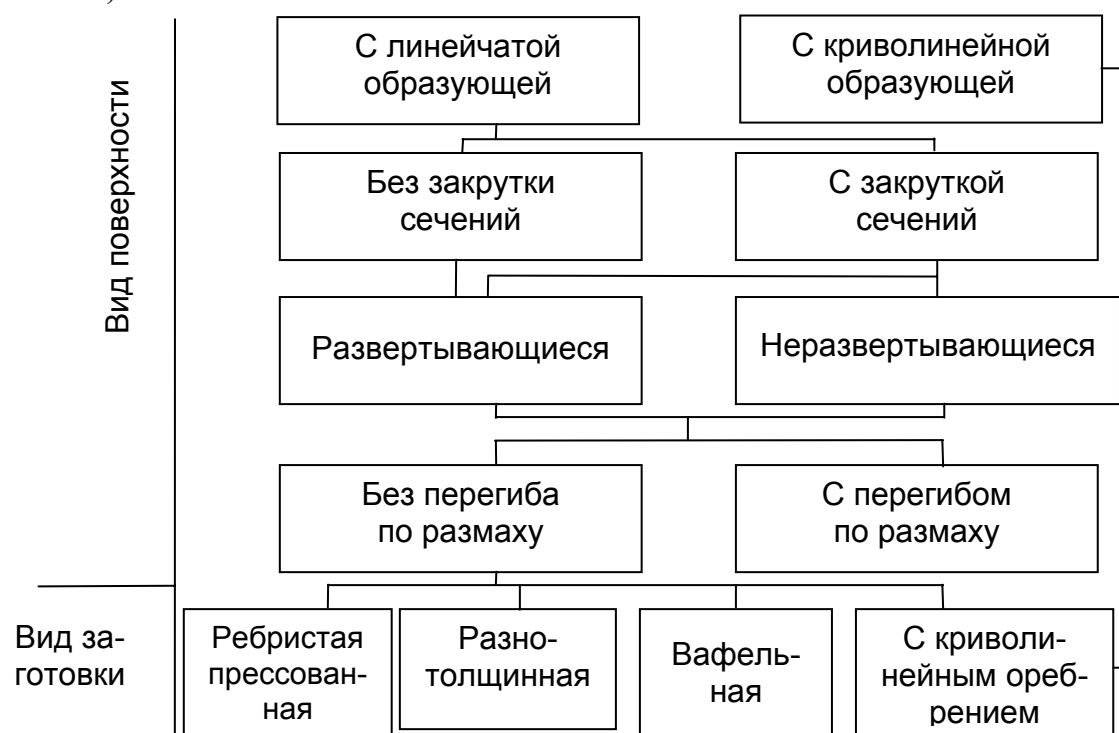 )
С линейчатой
образующей
С криволинейной
образующей
Вид поверхности
Без закрутки
сечений
С закруткой
сечений
Развертывающиеся
Неразвертывающиеся
Без перегиба
по размаху
С перегибом
по размаху
Вид за-
готовки
Ребристая
прессован-
ная
Разно-
толщинная
Вафель-
ная
С криволи-
нейным ореб-
рением